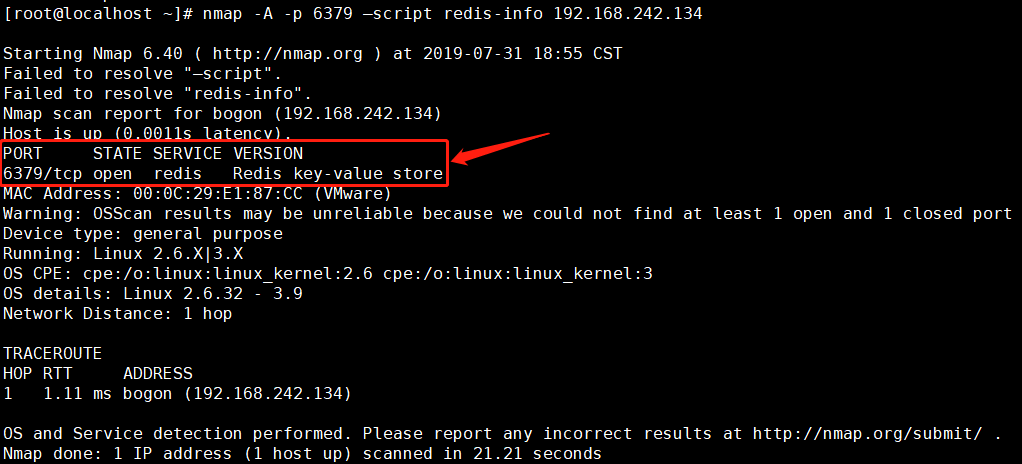 [root@localhost ~]# nmap -A -p 6379 –script redis-info 192.168.242.134
Starting Nmap 6.40 ( http://nmap.org ) at 2019-07-31 18:55 CST
Failed to resolve "–script".
Failed to resolve "redis-info".
Nmap scan report for bogon (192.168.242.134)
Host is up (0.0011s latency).
PORT     STATE SERVICE VERSION
6379/tcp open  redis   Redis key-value store
MAC Address: 00:0C:29:E1:87:CC (VMware)
Warning: OSScan results may be unreliable because we could not find at least 1 open and 1 closed port
Device type: general purpose
Running: Linux 2.6.X|3.X
OS CPE: cpe:/o:linux:linux_kernel:2.6 cpe:/o:linux:linux_kernel:3
OS details: Linux 2.6.32 - 3.9
Network Distance: 1 hop
TRACEROUTE
HOP RTT     ADDRESS
1   1.11 ms bogon (192.168.242.134)
OS and Service detection performed. Please report any incorrect results at http://nmap.org/submit/ .
Nmap done: 1 IP address (1 host up) scanned in 21.21 seconds